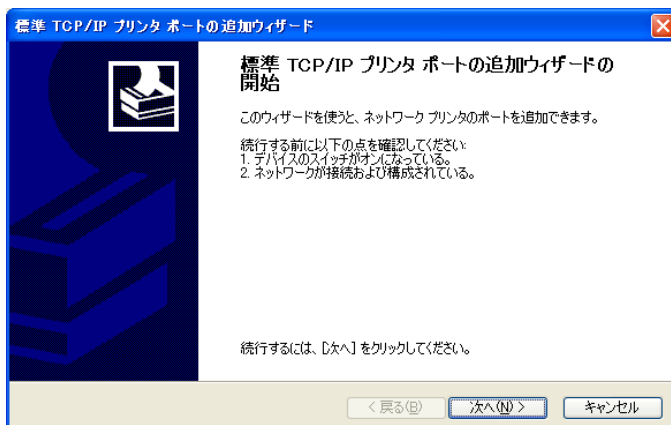 標準 TCP/IP プリンタ ポートの追加ウィザード
標準 TCP/IP プリンタ ポートの追加ウィザードの
開始
このウィザードを使うと、ネットワーク プリンタのポートを追加できます。
続行する前に以下の点を確認してください:
1. デバイスのスイッチがオンになっている。
2. ネットワークが接続および構成されている。
続行するには、[次へ] をクリックしてください。
< 戻る(B) 次へ(N) > キャンセル